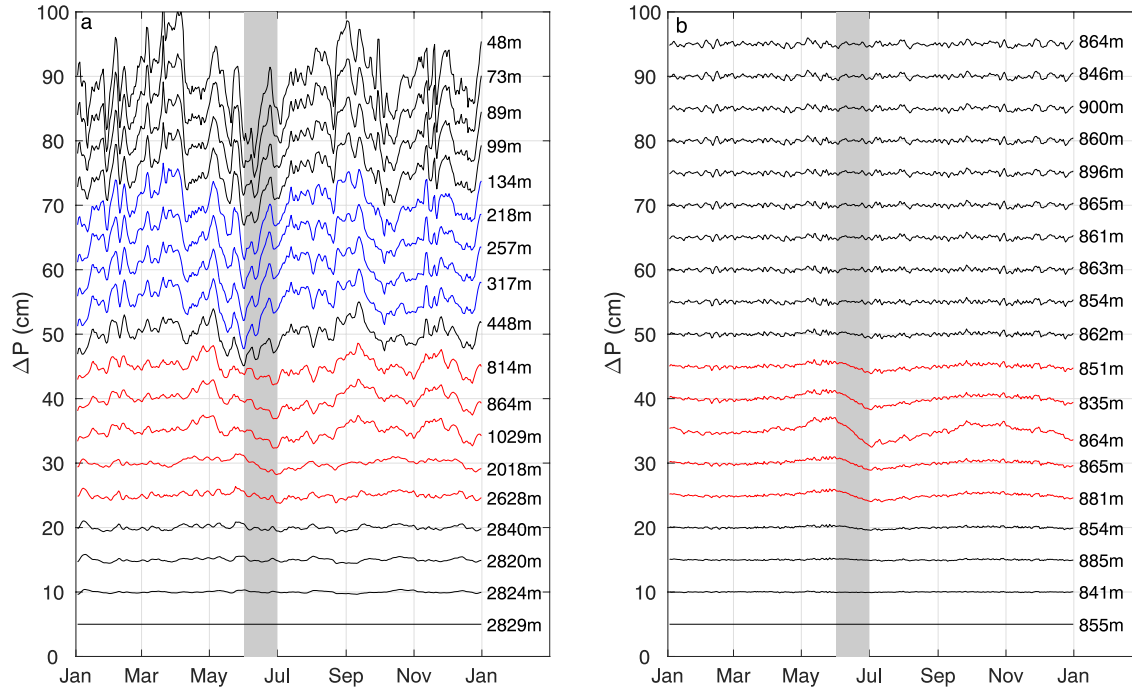 a
100
90
80
70
60
50
40
30
20
10
0
ΔP (cm)
48m
73m
89m
99m
134m
218m
257m
317m
448m
814m
864m
1029m
2018m
2628m
2840m
2820m
2824m
2829m
Jan Mar May Jul Sep Nov Jan
b
100
90
80
70
60
50
40
30
20
10
0
ΔP (cm)
864m
846m
900m
860m
896m
865m
861m
863m
854m
862m
851m
835m
864m
865m
881m
854m
885m
841m
855m
Jan Mar May Jul Sep Nov Jan